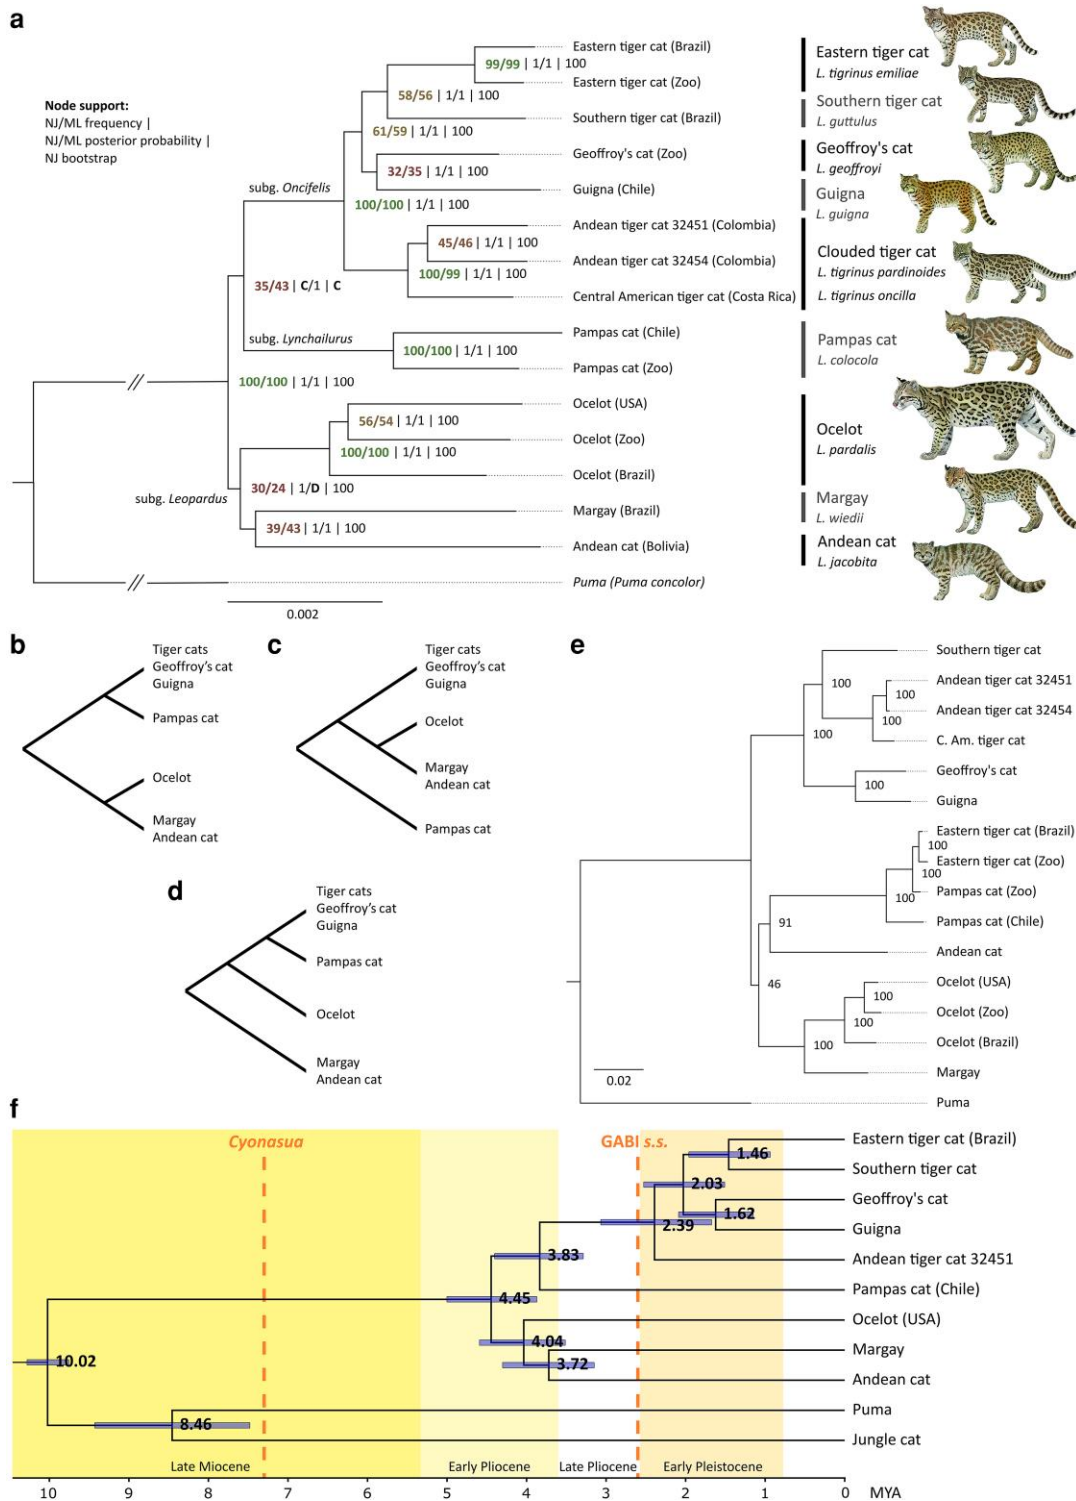 a
Node support:
NJ/ML frequency |
NJ/ML posterior probability |
NJ bootstrap
Eastern tiger cat (Brazil)
99/99 | 1/1 | 100
Eastern tiger cat (Zoo)
58/56 | 1/1 | 100
Southern tiger cat (Brazil)
61/59 | 1/1 | 100
Geoffroy's cat (Zoo)
32/35 | 1/1 | 100
Guigna (Chile)
subg. Oncifelis
100/100 | 1/1 | 100
Andean tiger cat 32451 (Colombia)
45/46 | 1/1 | 100
Andean tiger cat 32454 (Colombia)
100/99 | 1/1 | 100
35/43 | C/1 | C
Central American tiger cat (Costa Rica)
Pampas cat (Chile)
subg. Lynchailurus
100/100 | 1/1 | 100
Pampas cat (Zoo)
100/100 | 1/1 | 100
Ocelot (USA)
56/54 | 1/1 | 100
Ocelot (Zoo)
100/100 | 1/1 | 100
Ocelot (Brazil)
30/24 | 1/D | 100
subg. Leopardus
Margay (Brazil)
39/43 | 1/1 | 100
Andean cat (Bolivia)
Puma (Puma concolor)
0.002
Eastern tiger cat
L. tigrinus emiliae
Southern tiger cat
L. guttulus
Geoffroy's cat
L. geoffroyi
Guigna
L. guigna
Clouded tiger cat
L. tigrinus pardinoides
L. tigrinus oncilla
Pampas cat
L. colocola
Ocelot
L. pardalis
Margay
L. wiedii
Andean cat
L. jacobita
b
Tiger cats
Geoffroy's cat
Guigna
Pampas cat
Ocelot
Margay
Andean cat
c
Tiger cats
Geoffroy's cat
Guigna
Ocelot
Margay
Andean cat
Pampas cat
d
Tiger cats
Geoffroy's cat
Guigna
Pampas cat
Ocelot
Margay
Andean cat
e
Southern tiger cat
Andean tiger cat 32451
100
Andean tiger cat 32454
100
100
C. Am. tiger cat
Geoffroy's cat
100
Guigna
Eastern tiger cat (Brazil)
100
Eastern tiger cat (Zoo)
100
Pampas cat (Zoo)
100
Pampas cat (Chile)
91
Andean cat
46
Ocelot (USA)
100
Ocelot (Zoo)
100
Ocelot (Brazil)
100
Margay
0.02
Puma
f
Cyonasua
GABI s.s.
Eastern tiger cat (Brazil)
1.46
Southern tiger cat
2.03
Geoffroy's cat
1.62
2.39
Guigna
3.83
Andean tiger cat 32451
Pampas cat (Chile)
4.45
Ocelot (USA)
4.04
Margay
3.72
10.02
Andean cat
Puma
8.46
Jungle cat
Late Miocene
Early Pliocene
Late Pliocene
Early Pleistocene
10 9 8 7 6 5 4 3 2 1 0 MYA